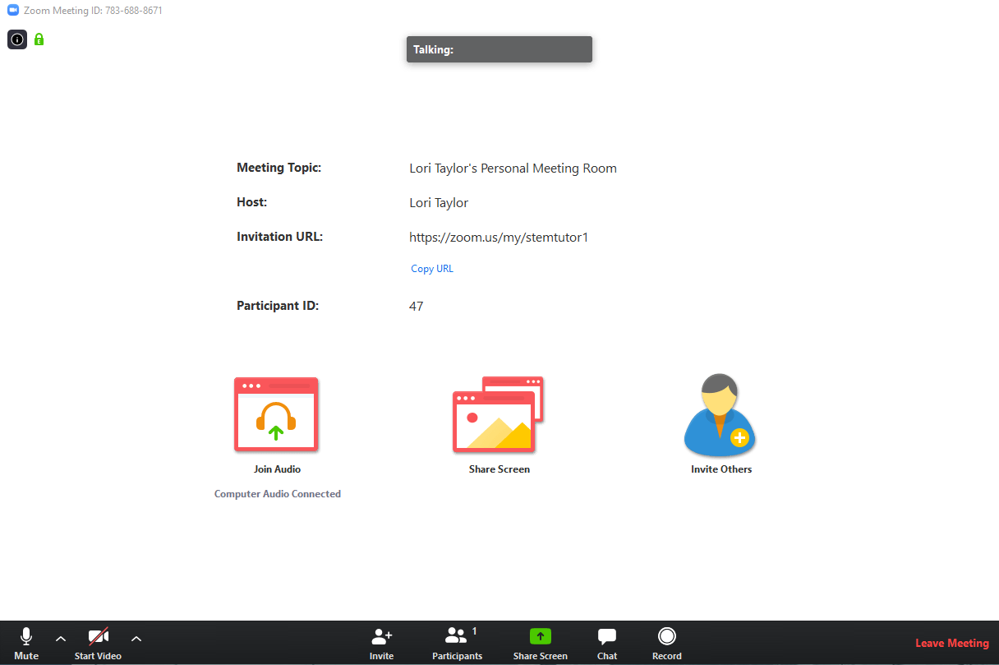 Zoom Meeting ID: 783-688-8671
E
Talking:
Meeting Topic: Lori Taylor's Personal Meeting Room
Host: Lori Taylor
Invitation URL: https://zoom.us/my/stemtutor1
Copy URL
Participant ID: 47
Join Audio Share Screen Invite Others
Computer Audio Connected
1
Mute Start Video Invite Participants Share Screen Chat Record Leave Meeting